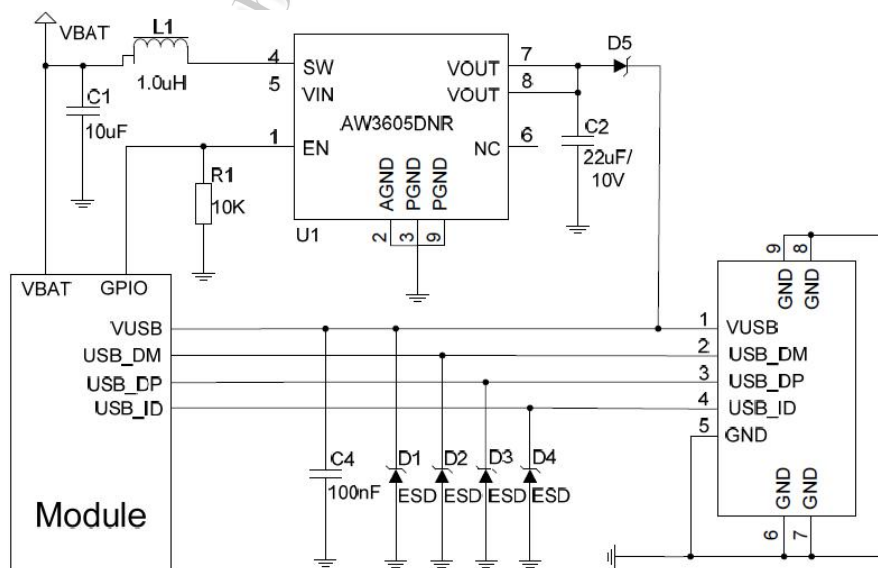 VBAT
L1
1.0uH
C1
10uF
4
5
1
SW
VIN
EN
AW3605DNR
VOUT
VOUT
NC
7
8
6
AGND
PGND
PGND
2
3
9
U1
D5
C2
22uF/
10V
R1
10K
VBAT
GPIO
VUSB
USB_DM
USB_DP
USB_ID
Module
C4
100nF
D1
ESD
D2
ESD
D3
ESD
D4
ESD
9
8
GND
GND
1
2
3
4
5
VUSB
USB_DM
USB_DP
USB_ID
GND
GND
GND
6
7